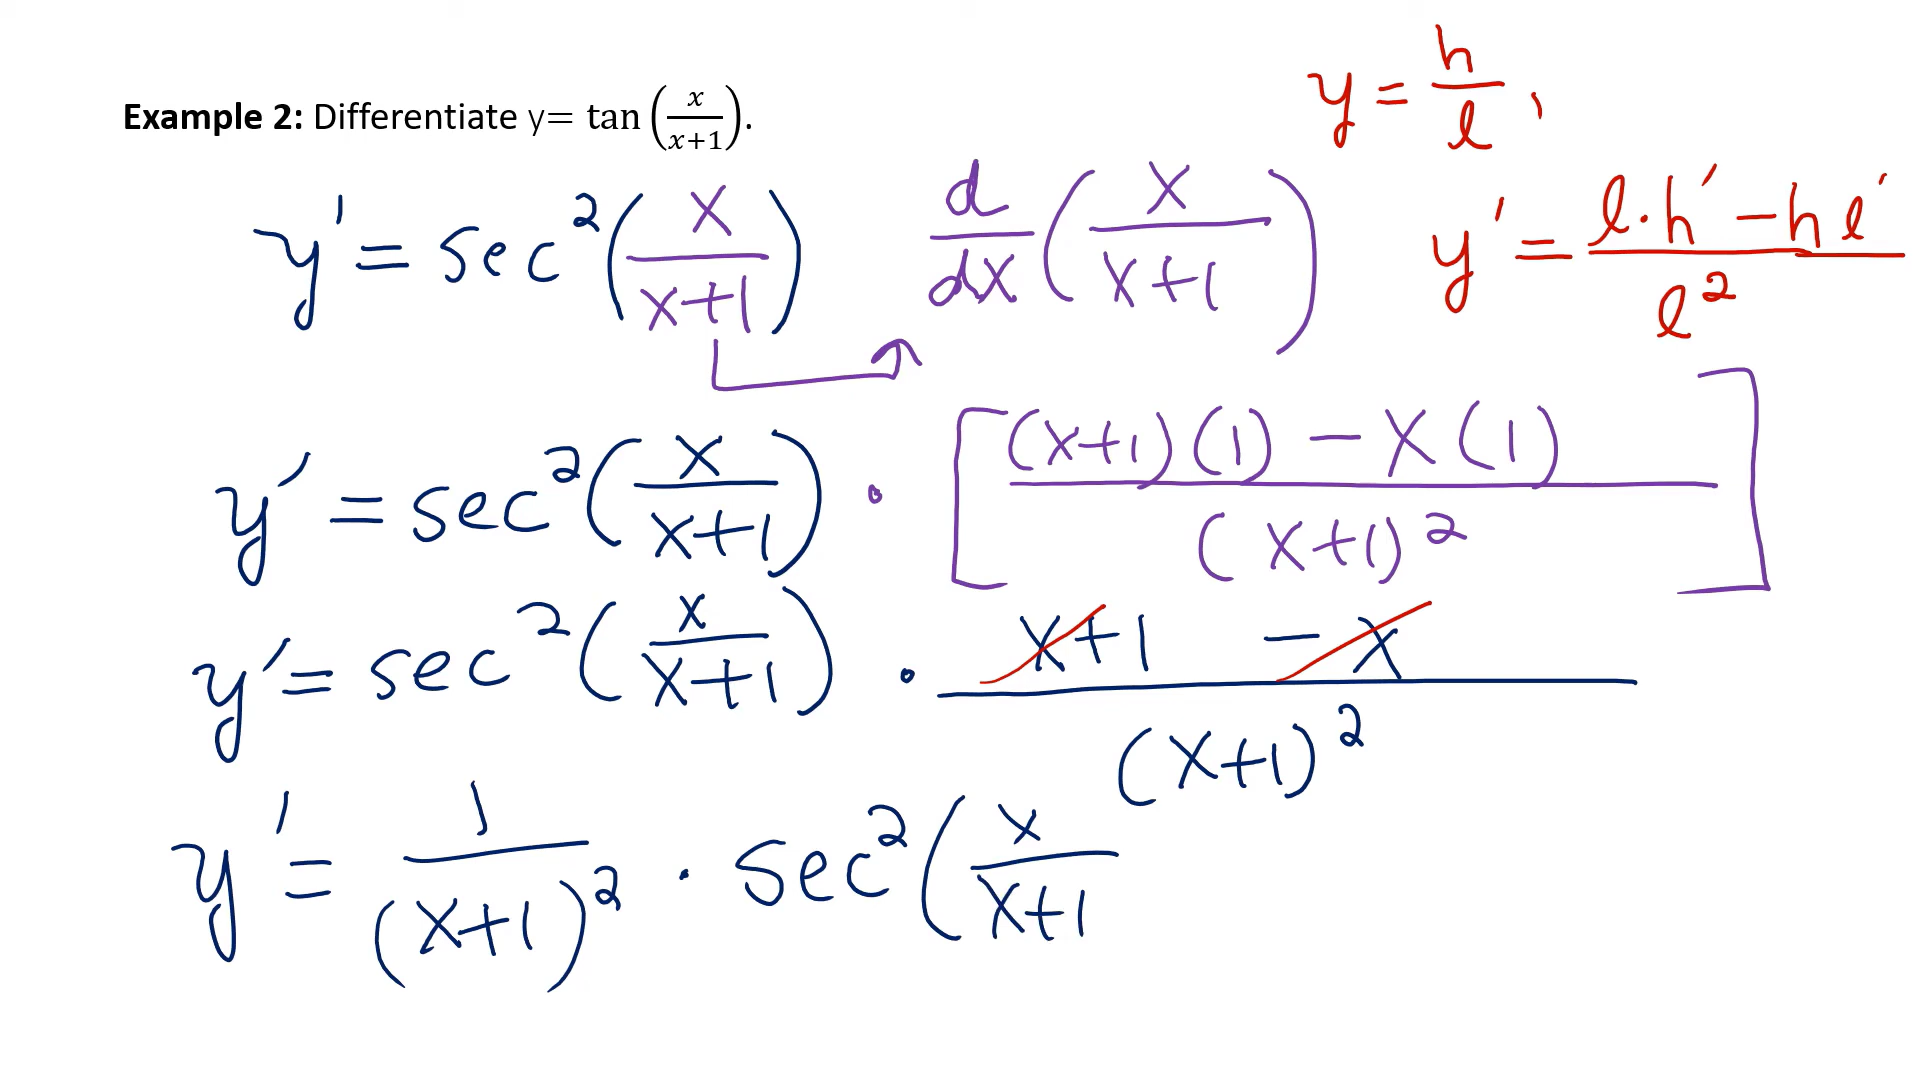 Example 2: Differentiate y= tan (x/(x+1)).
y = h/l ,
y' = (l·h' − h l')/l²
y' = sec²(x/(x+1)) d/dx (x/(x+1))
y' = sec²(x/(x+1)) · [((x+1)(1) − x(1))/(x+1)²]
y' = sec²(x/(x+1)) · (x+1 − x)/(x+1)²
y' = 1/(x+1)² · sec²(x/(x+1)